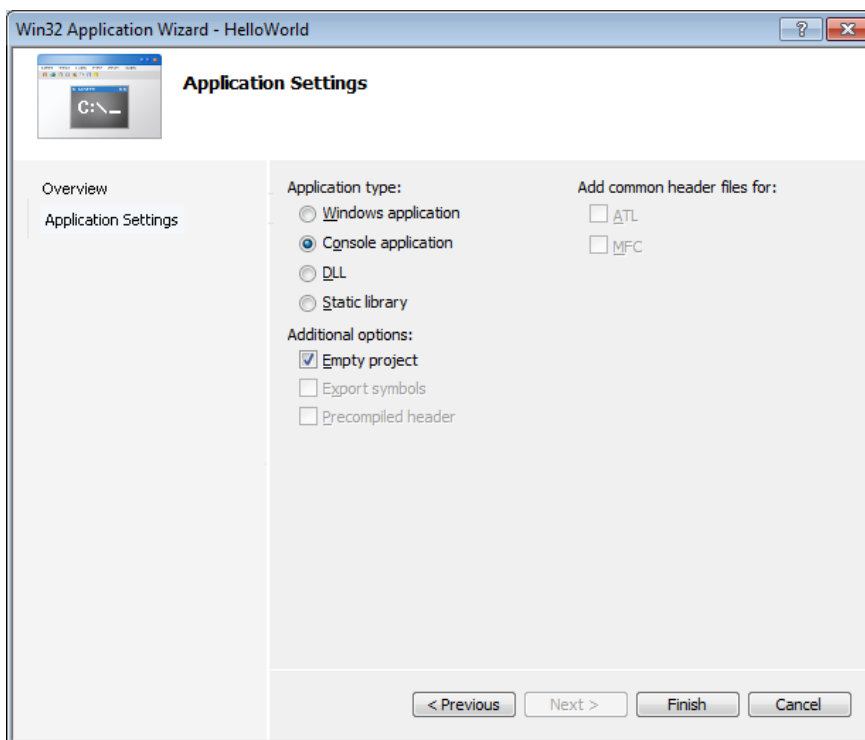 Win32 Application Wizard - HelloWorld
C:\_
Application Settings
Overview
Application Settings
Application type:
Windows application
Console application
DLL
Static library
Additional options:
Empty project
Export symbols
Precompiled header
Add common header files for:
ATL
MFC
< Previous
Next >
Finish
Cancel